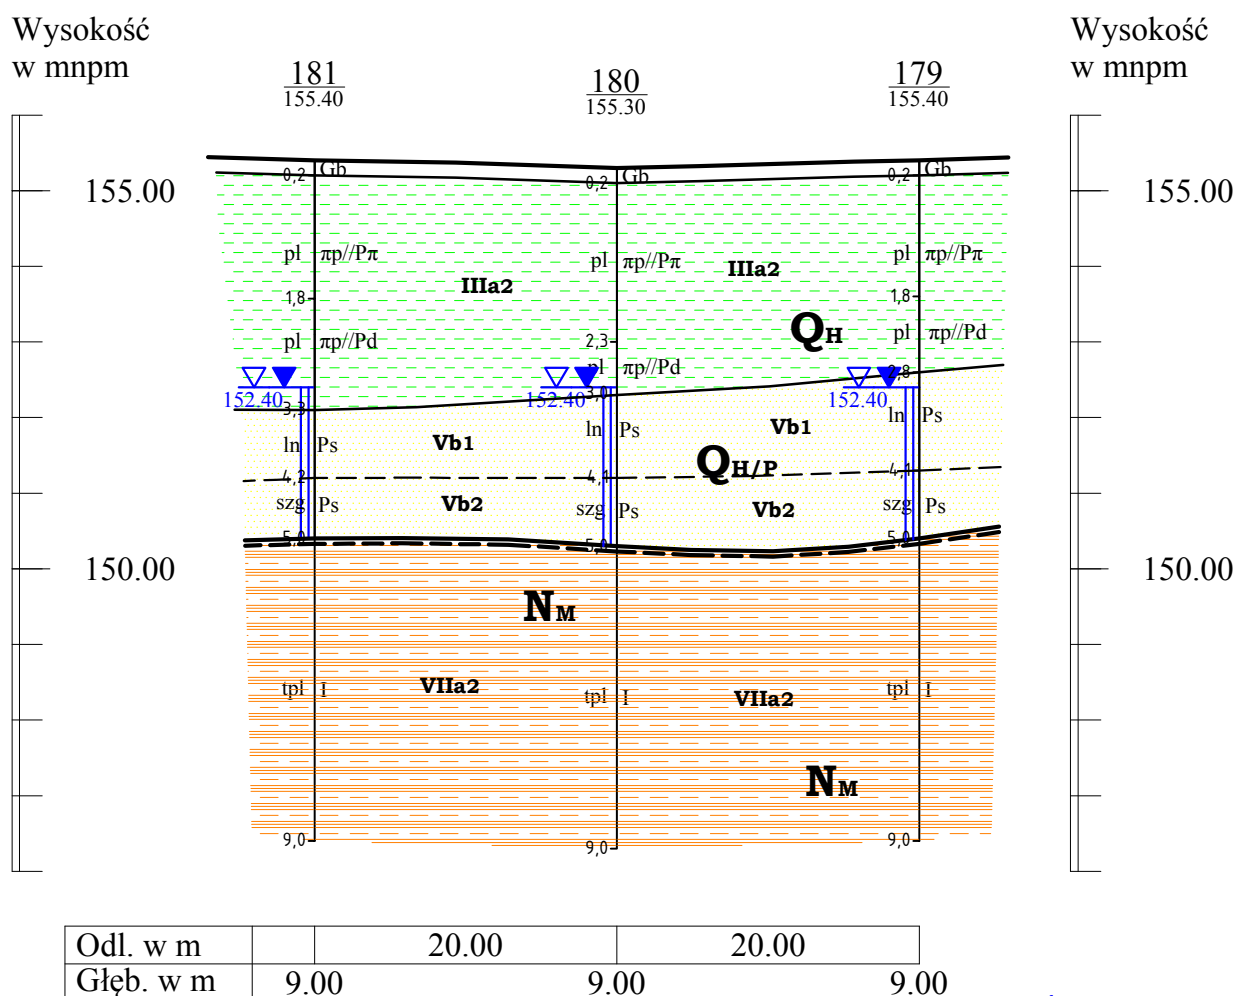 Wysokość
w mnpm
Wysokość
w mnpm
181
155.40
180
155.30
179
155.40
0,2 Gb
0,2 Gb
0,2 Gb
155.00
155.00
pl πp//Pπ
pl πp//Pπ
pl πp//Pπ
IIIa2
IIIa2
1,8
1,8
QH
pl πp//Pd
2,3
pl πp//Pd
pl πp//Pd
2,8
152.40
152.40
152.40
3,3
3,0
ln Ps
ln Ps
ln Ps
Vb1
Vb1
QH/P
4,2
4,1
4,1
szg Ps
szg Ps
szg Ps
Vb2
Vb2
5,0
5,0
5,0
150.00
150.00
NM
tpl I
tpl I
tpl I
VIIa2
VIIa2
NM
9,0
9,0
9,0
Odl. w m 20.00 20.00
Głęb. w m 9.00 9.00 9.00